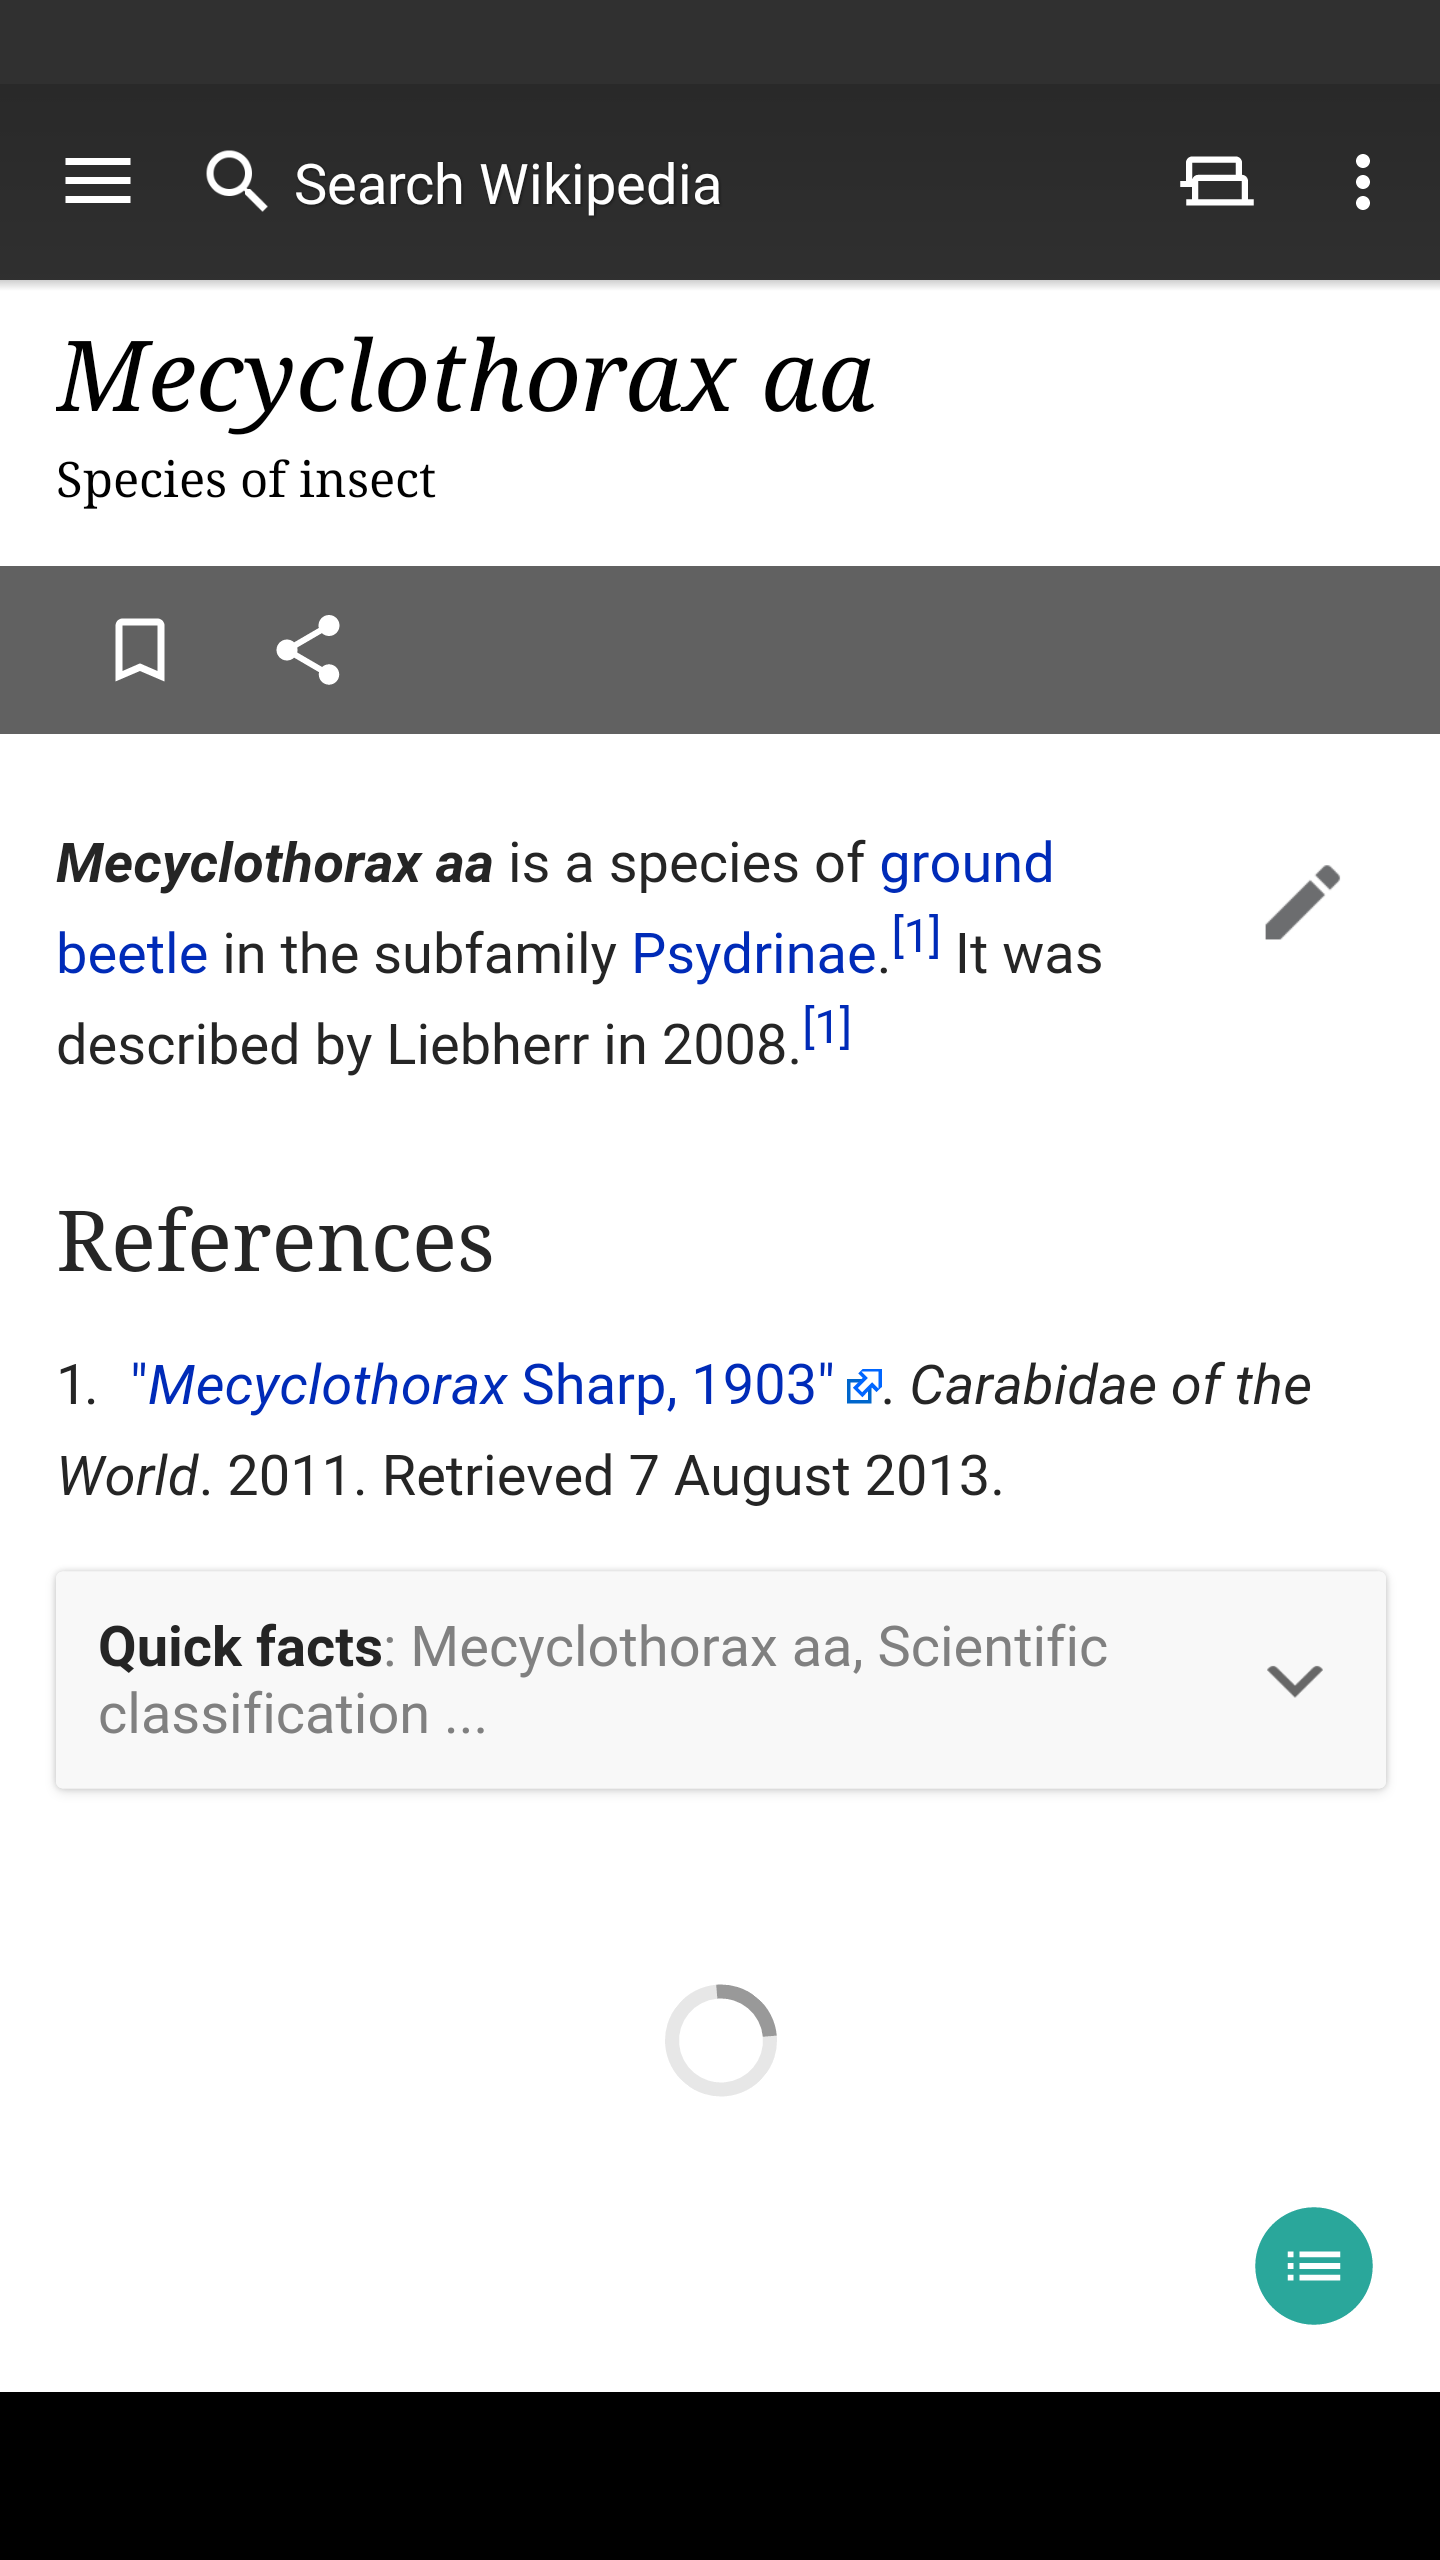 Search Wikipedia
Mecyclothorax aa
Species of insect
Mecyclothorax aa is a species of ground
beetle in the subfamily Psydrinae.[1] It was
described by Liebherr in 2008.[1]
References
1. "Mecyclothorax Sharp, 1903" . Carabidae of the
World. 2011. Retrieved 7 August 2013.
Quick facts: Mecyclothorax aa, Scientific
classification ...